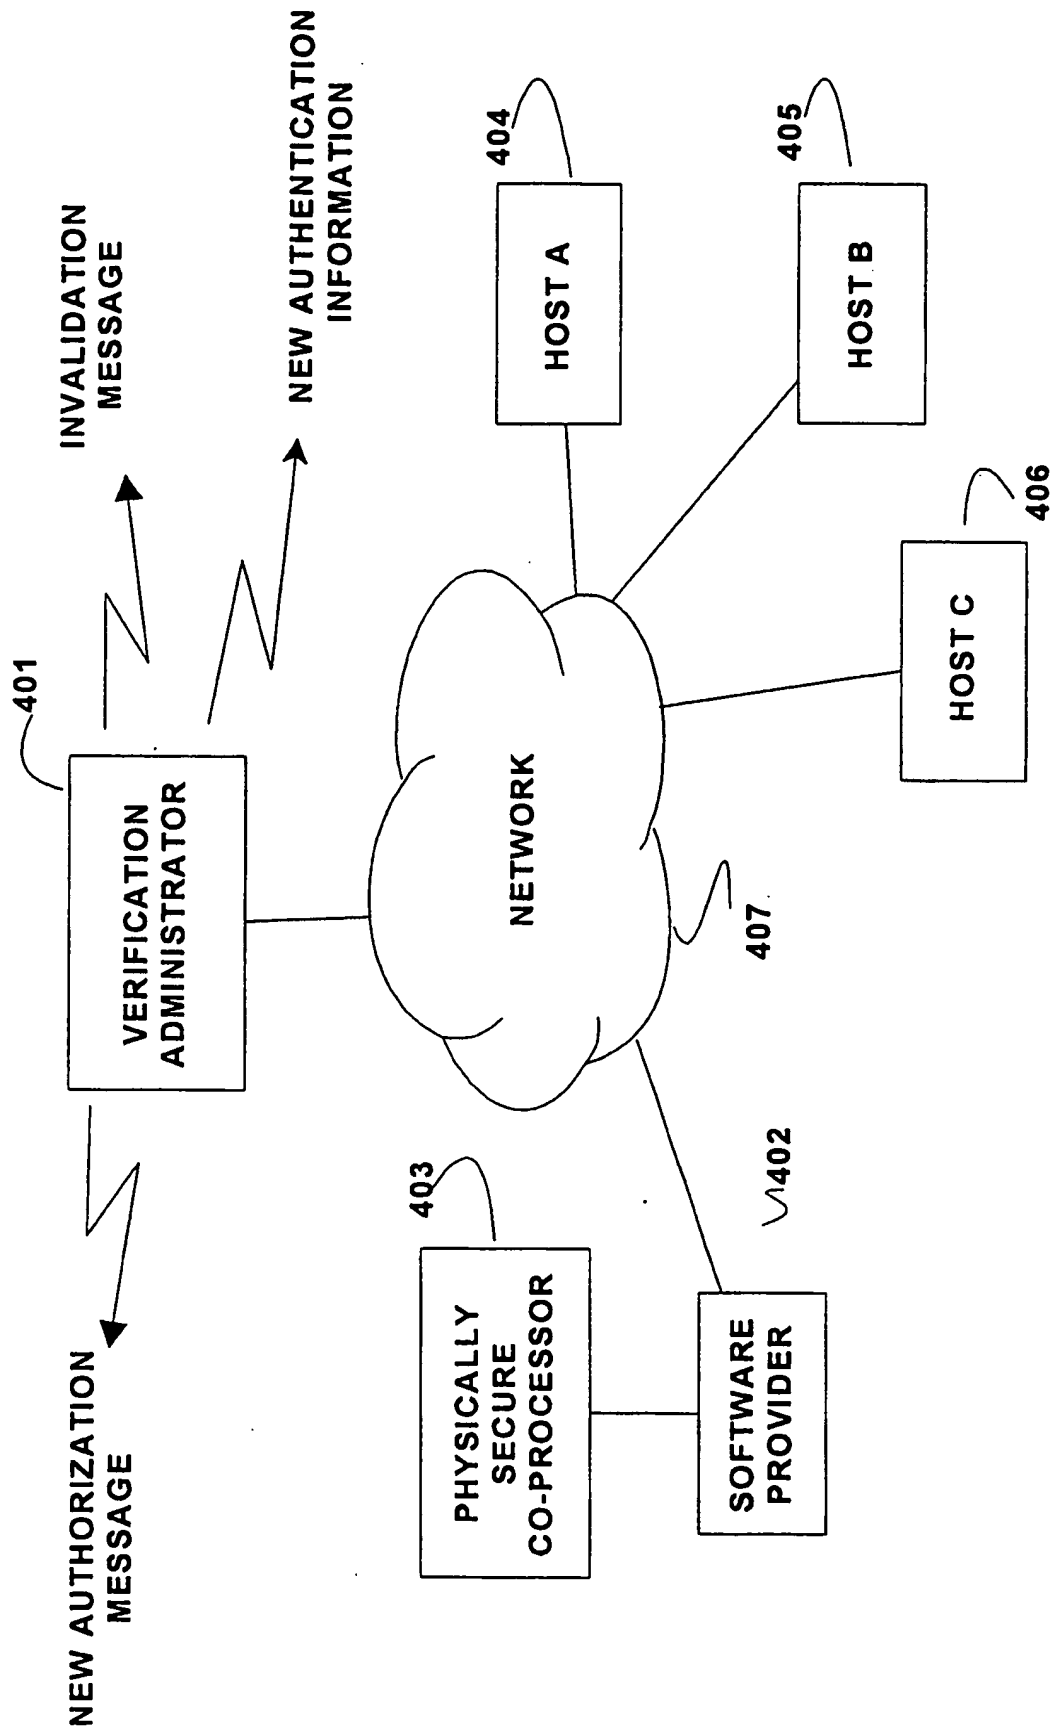 NEW AUTHORIZATION
MESSAGE
401
INVALIDATION
MESSAGE
VERIFICATION
ADMINISTRATOR
NEW AUTHENTICATION
INFORMATION
403
PHYSICALLY
SECURE
CO-PROCESSOR
NETWORK
404
HOST A
402
SOFTWARE
PROVIDER
407
405
HOST B
HOST C
406